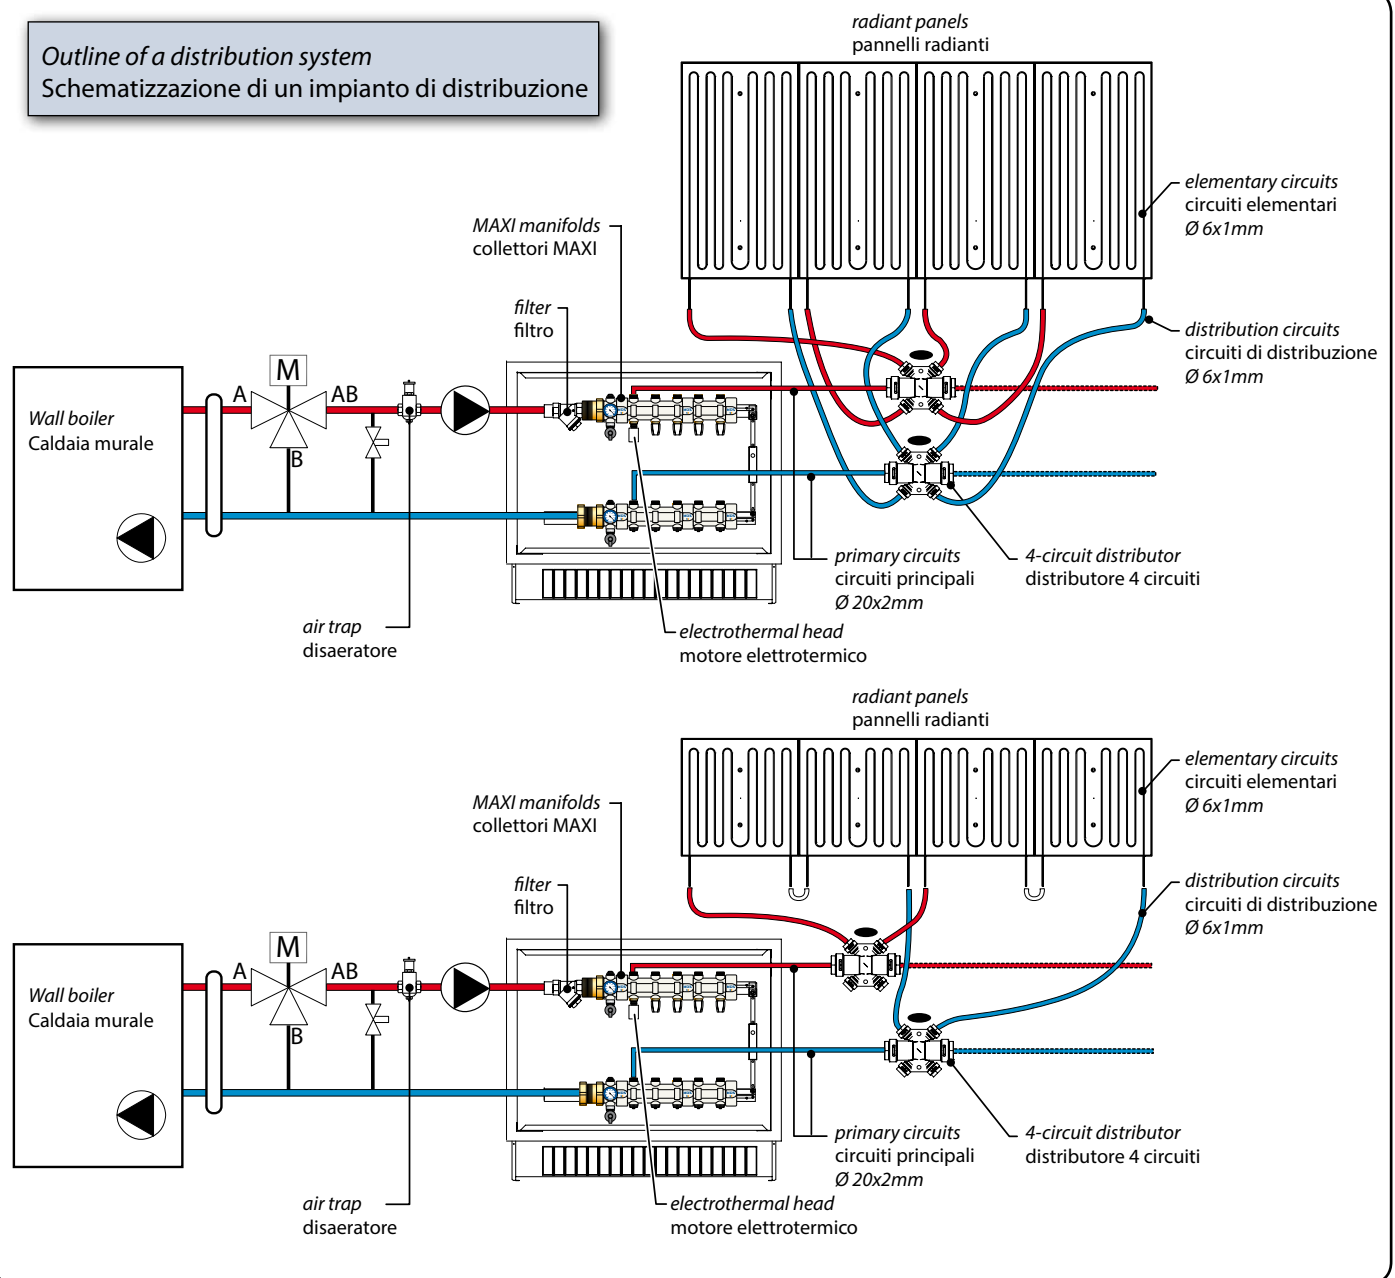 Outline of a distribution system
Schematizzazione di un impianto di distribuzione
radiant panels
pannelli radianti
elementary circuits
circuiti elementari
Ø 6x1mm
MAXI manifolds
collettori MAXI
filter
filtro
distribution circuits
circuiti di distribuzione
Ø 6x1mm
Wall boiler
Caldaia murale
A
M
AB
B
primary circuits
circuiti principali
Ø 20x2mm
4-circuit distributor
distributore 4 circuiti
air trap
disaeratore
electrothermal head
motore elettrotermico
radiant panels
pannelli radianti
elementary circuits
circuiti elementari
Ø 6x1mm
MAXI manifolds
collettori MAXI
filter
filtro
distribution circuits
circuiti di distribuzione
Ø 6x1mm
Wall boiler
Caldaia murale
A
M
AB
B
primary circuits
circuiti principali
Ø 20x2mm
4-circuit distributor
distributore 4 circuiti
air trap
disaeratore
electrothermal head
motore elettrotermico